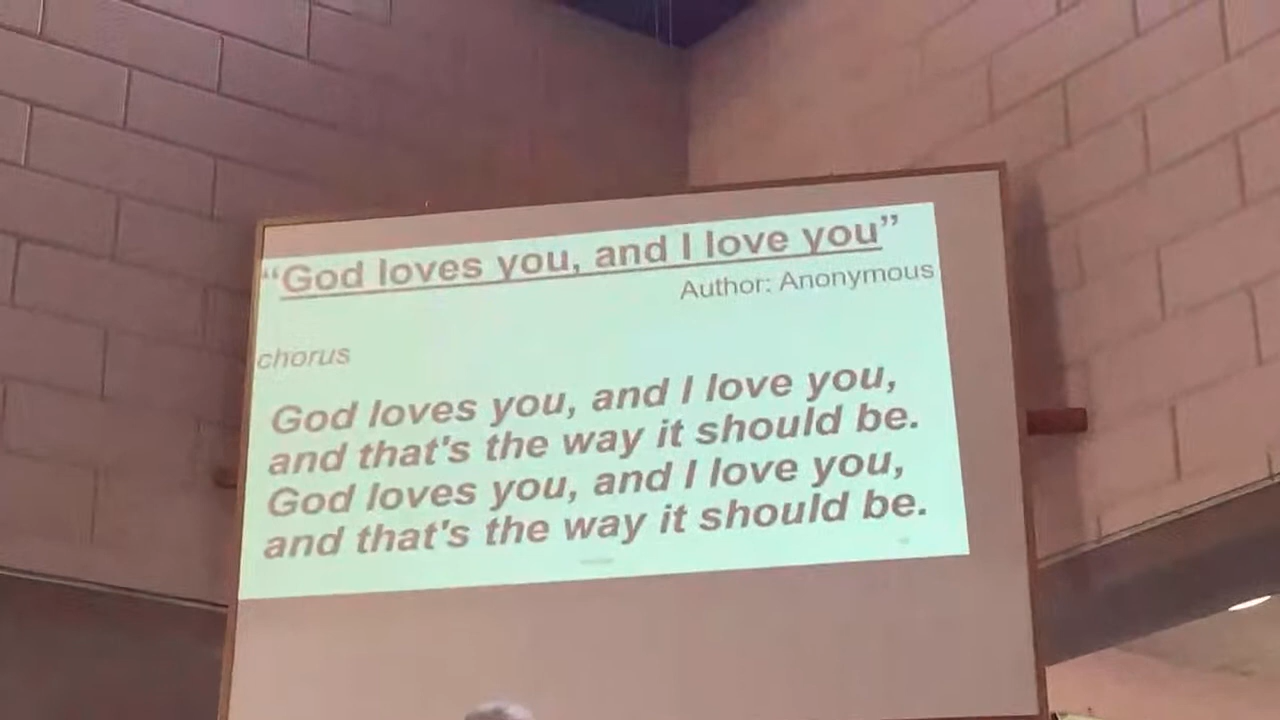 “God loves you, and I love you”
Author: Anonymous
chorus
God loves you, and I love you,
and that's the way it should be.
God loves you, and I love you,
and that's the way it should be.